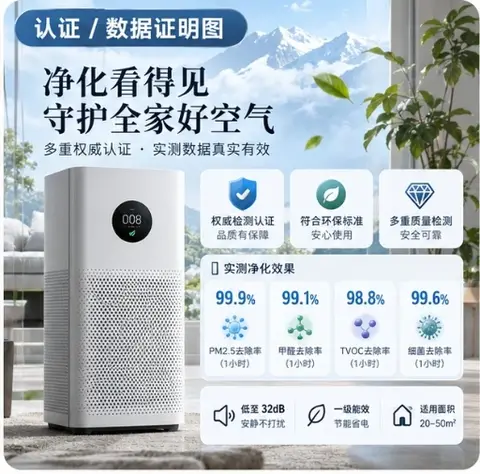 认证 / 数据证明图
净化看得见
守护全家好空气
多重权威认证 · 实测数据真实有效
008
权威检测认证
品质有保障
符合环保标准
安心使用
多重质量检测
安全可靠
实测净化效果
99.9%
PM2.5去除率
(1小时)
99.1%
甲醛去除率
(1小时)
98.8%
TVOC去除率
(1小时)
99.6%
细菌去除率
(1小时)
低至 32dB
安静不打扰
一级能效
节能省电
适用面积
20~50m²